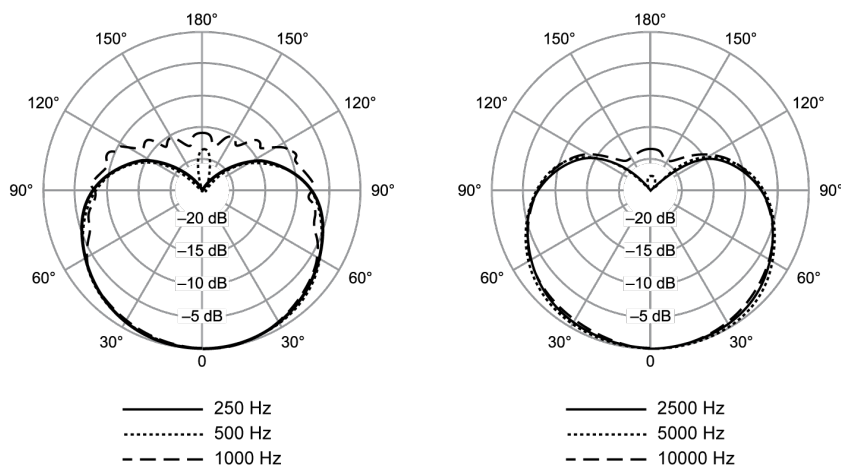 180°
150° 150°
120° 120°
90° 90°
–20 dB
–15 dB
–10 dB
–5 dB
60° 60°
30° 30°
0
250 Hz
500 Hz
1000 Hz
180°
150° 150°
120° 120°
90° 90°
–20 dB
–15 dB
–10 dB
–5 dB
60° 60°
30° 30°
0
2500 Hz
5000 Hz
10000 Hz